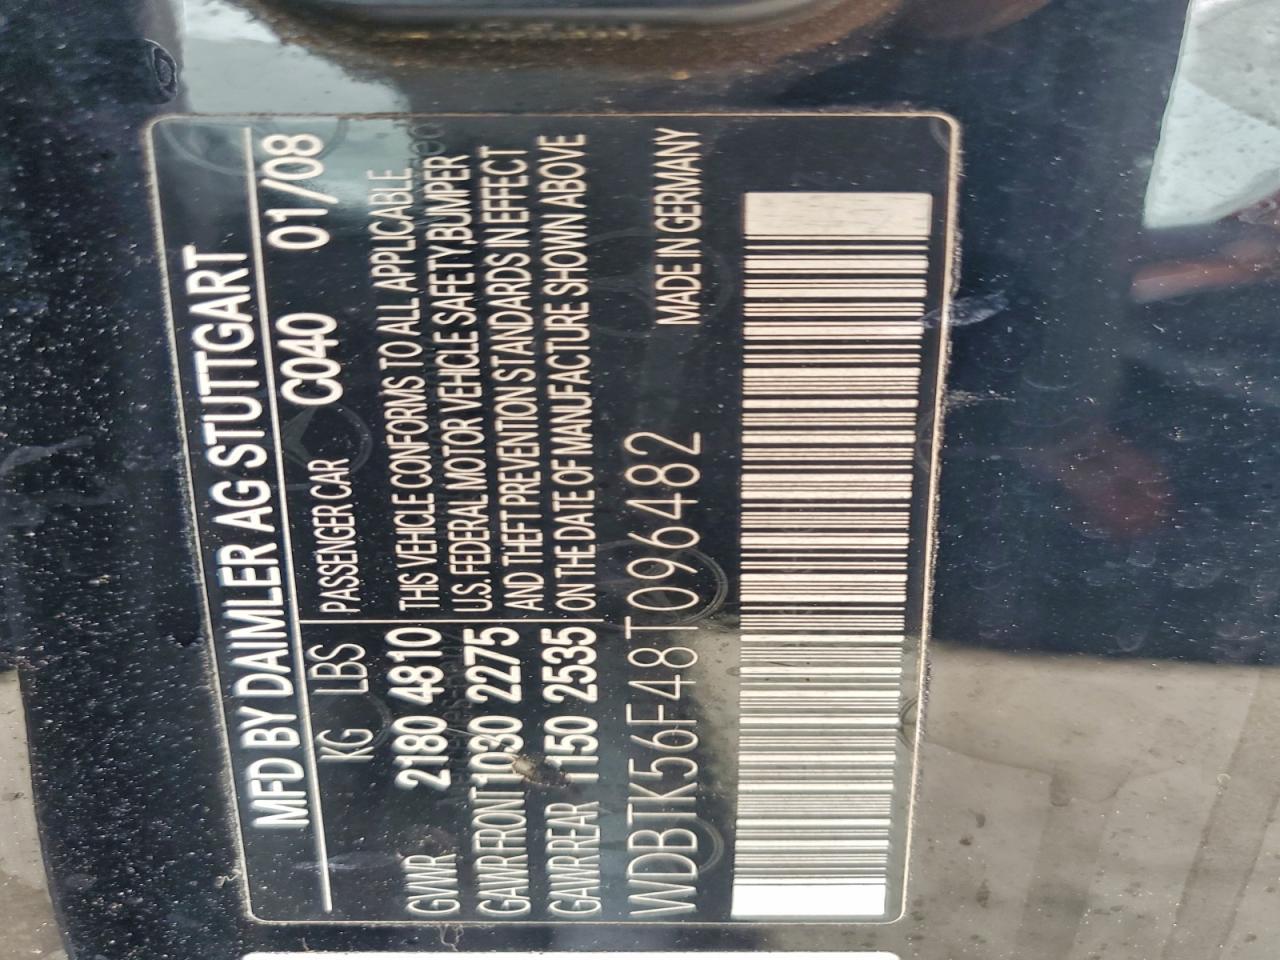 MFD BY DAIMLER AG STUTTGART
KG LBS PASSENGER CAR C040 01/08
GVWR 2180 4810 THIS VEHICLE CONFORMS TO ALL APPLICABLE
U.S. FEDERAL MOTOR VEHICLE SAFETY, BUMPER
GAWR FRONT 1030 2275 AND THEFT PREVENTION STANDARDS IN EFFECT
GAWR REAR 1150 2535 ON THE DATE OF MANUFACTURE SHOWN ABOVE
WDBTK56F48T096482 MADE IN GERMANY